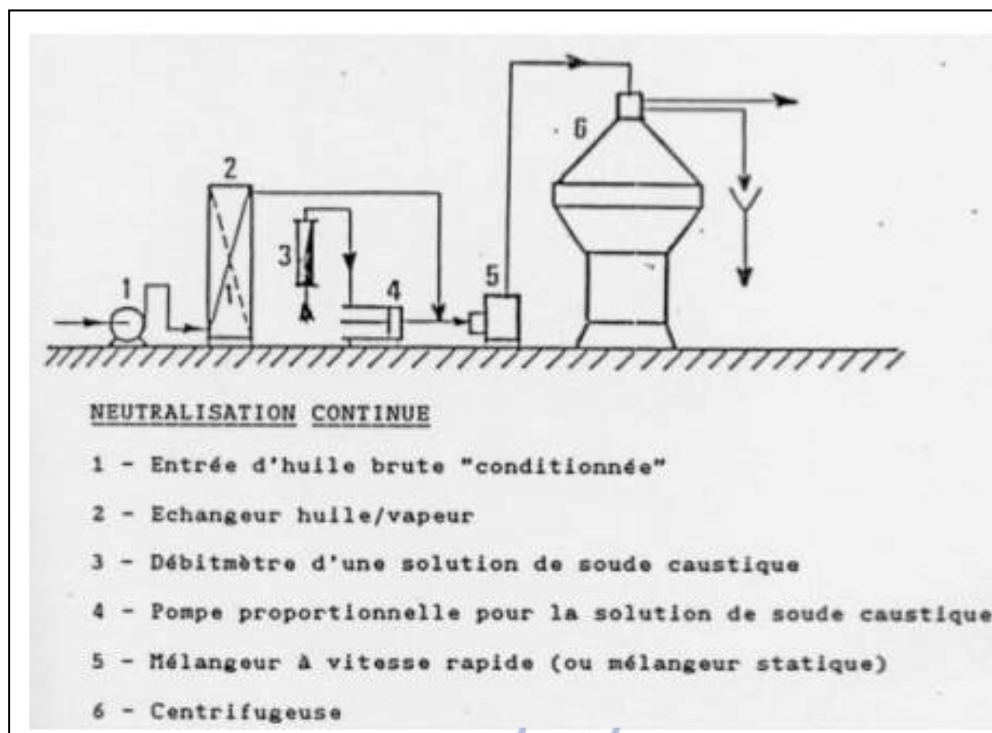 1
2
3
4
5
6
NEUTRALISATION CONTINUE
1 - Entrée d'huile brute "conditionnée"
2 - Echangeur huile/vapeur
3 - Débitmètre d'une solution de soude caustique
4 - Pompe proportionnelle pour la solution de soude caustique
5 - Mélangeur à vitesse rapide (ou mélangeur statique)
6 - Centrifugeuse